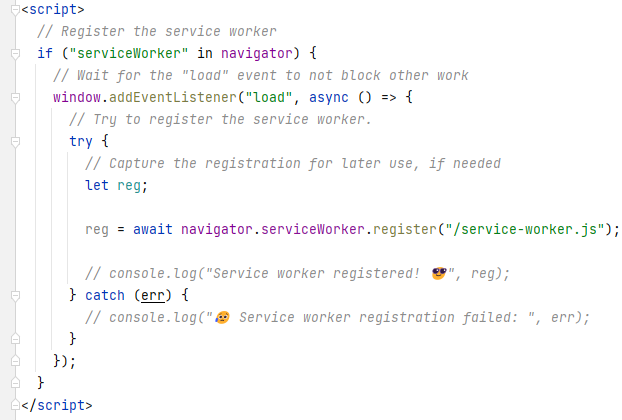 <script>
// Register the service worker
if ("serviceWorker" in navigator) {
// Wait for the "load" event to not block other work
window.addEventListener("load", async () => {
// Try to register the service worker.
try {
// Capture the registration for later use, if needed
let reg;
reg = await navigator.serviceWorker.register("/service-worker.js");
// console.log("Service worker registered! 😎", reg);
} catch (err) {
// console.log("😥 Service worker registration failed: ", err);
}
});
}
</script>